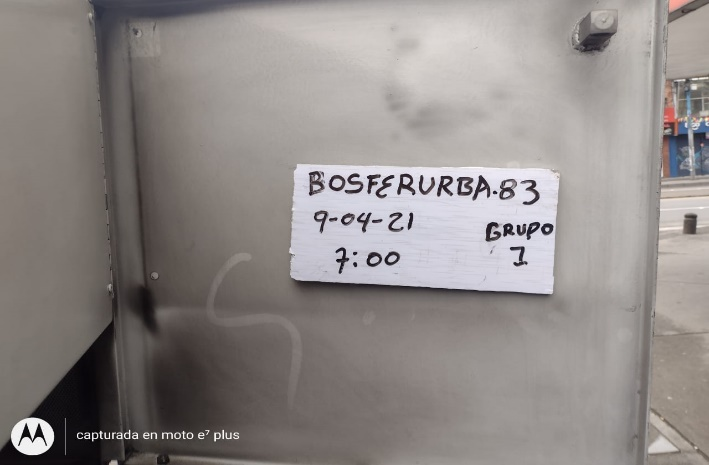 BOSFERURBA.83
9-04-21
GRUPO
7:00
1
capturada en moto e⁷ plus